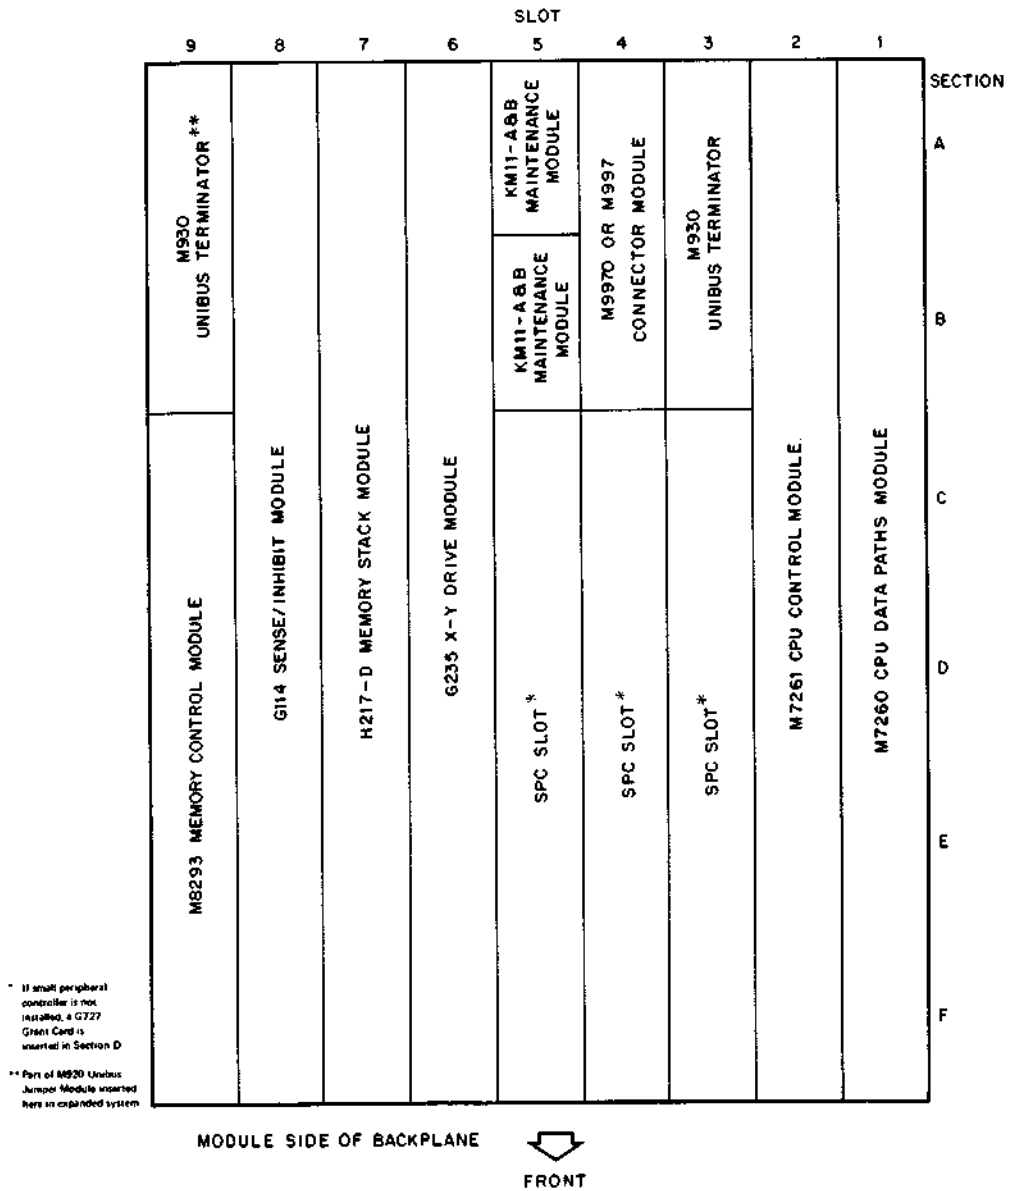 SLOT
9 8 7 6 5 4 3 2 1
SECTION
A
B
C
D
E
F
M930
UNIBUS TERMINATOR**
M8293 MEMORY CONTROL MODULE
G114 SENSE/INHIBIT MODULE
H217-D MEMORY STACK MODULE
G235 X-Y DRIVE MODULE
KM11-A&B
MAINTENANCE
MODULE
KM11-A&B
MAINTENANCE
MODULE
SPC SLOT*
M9970 OR M997
CONNECTOR MODULE
SPC SLOT*
M930
UNIBUS TERMINATOR
SPC SLOT*
M7261 CPU CONTROL MODULE.
M7260 CPU DATA PATHS MODULE
* If small peripheral
controller is not
installed, a G727
Grant Card is
inserted in Section D
** Part of M920 Unibus
Jumper Module inserted
here in expanded system
MODULE SIDE OF BACKPLANE
FRONT